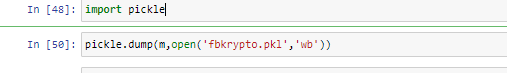 In [48]: import pickle
In [50]: pickle.dump(m,open('fbkrypto.pkl','wb'))